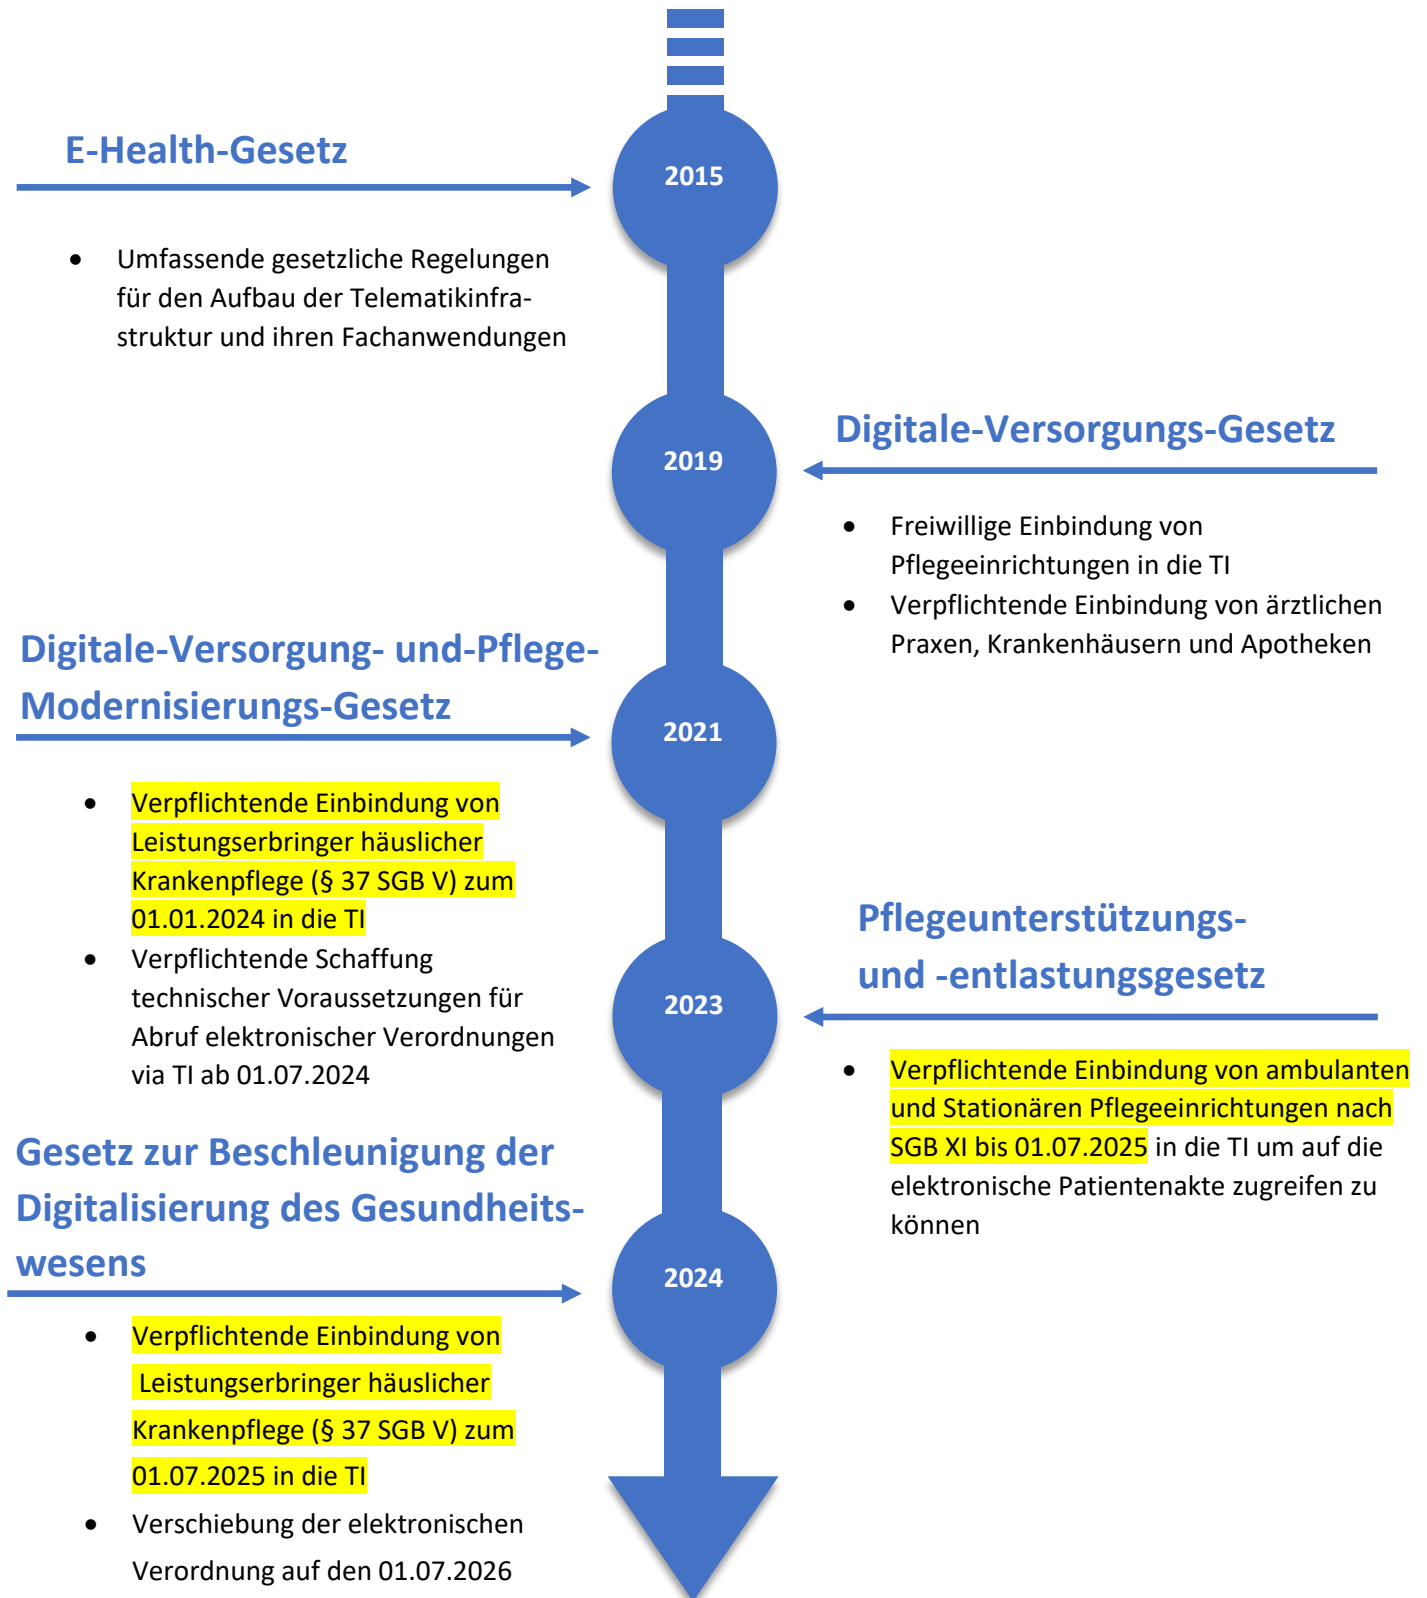 E-Health-Gesetz
2015
• Umfassende gesetzliche Regelungen
für den Aufbau der Telematikinfra-
struktur und ihren Fachanwendungen
Digitale-Versorgungs-Gesetz
2019
• Freiwillige Einbindung von
Pflegeeinrichtungen in die TI
• Verpflichtende Einbindung von ärztlichen
Praxen, Krankenhäusern und Apotheken
Digitale-Versorgung- und-Pflege-
Modernisierungs-Gesetz
2021
• Verpflichtende Einbindung von
Leistungserbringer häuslicher
Krankenpflege (§ 37 SGB V) zum
01.01.2024 in die TI
• Verpflichtende Schaffung
technischer Voraussetzungen für
Abruf elektronischer Verordnungen
via TI ab 01.07.2024
Pflegeunterstützungs-
und -entlastungsgesetz
2023
• Verpflichtende Einbindung von ambulanten
und Stationären Pflegeeinrichtungen nach
SGB XI bis 01.07.2025 in die TI um auf die
elektronische Patientenakte zugreifen zu
können
Gesetz zur Beschleunigung der
Digitalisierung des Gesundheits-
wesens
2024
• Verpflichtende Einbindung von
Leistungserbringer häuslicher
Krankenpflege (§ 37 SGB V) zum
01.07.2025 in die TI
• Verschiebung der elektronischen
Verordnung auf den 01.07.2026